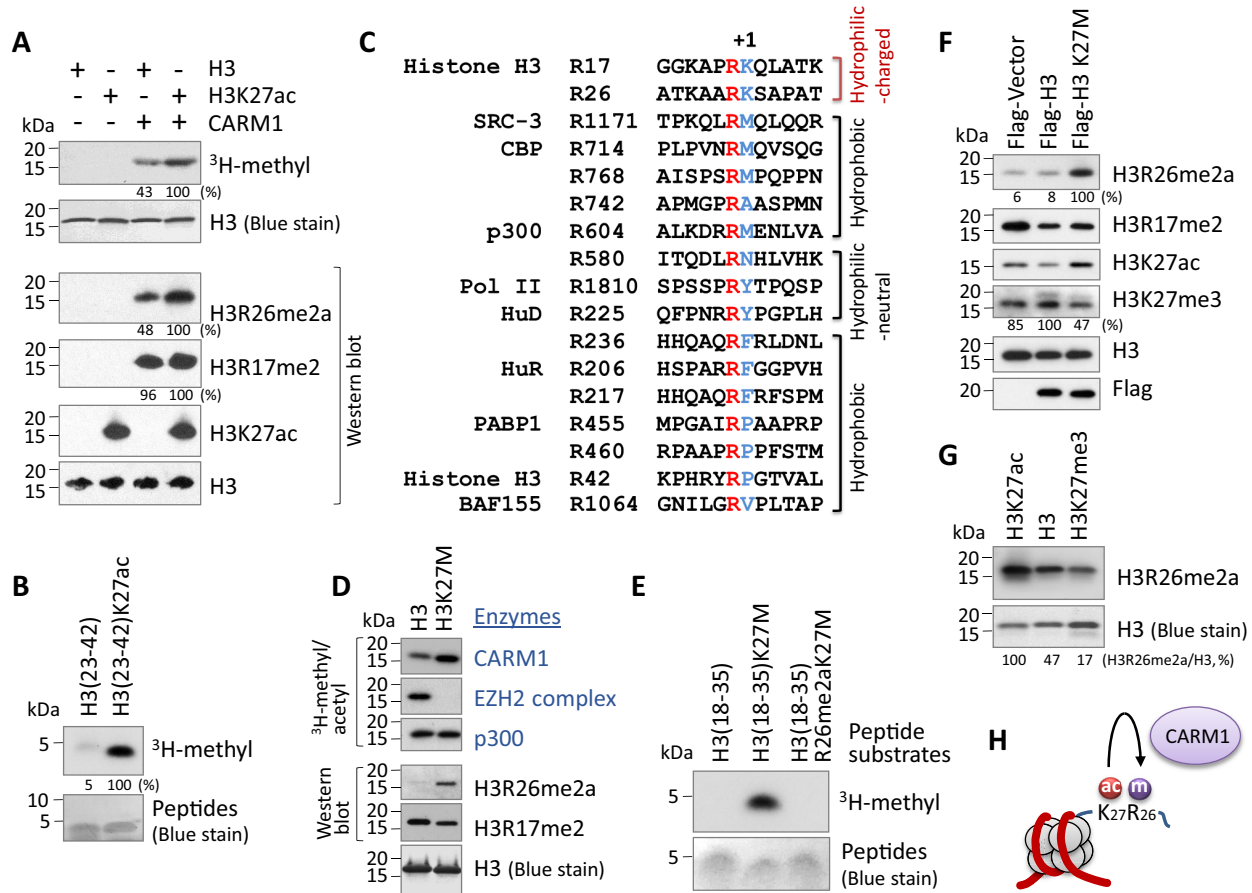 A
+ - + - H3
- + - + H3K27ac
- - + + CARM1
kDa
20
15
³H-methyl
43 100 (%)
20
15
H3 (Blue stain)
20
15
H3R26me2a
48 100 (%)
20
15
H3R17me2
96 100 (%)
20
15
H3K27ac
20
15
H3
Western blot
B
H3(23-42)
H3(23-42)K27ac
kDa
5
³H-methyl
5 100 (%)
10
5
Peptides
(Blue stain)
C
+1
Histone H3 R17 GGKAPRKQLATK
R26 ATKAARKSAPAT
SRC-3 R1171 TPKQLRMQLQQR
CBP R714 PLPVNRMQVSQG
R768 AISPSRMPQPPN
R742 APMGPRAASPMN
p300 R604 ALKDRRMENLVA
R580 ITQDLRNHLVHK
Pol II R1810 SPSSPRYTPQSP
HuD R225 QFPNRRYPGPLH
R236 HHQAQRFRLDNL
HuR R206 HSPARRFGGPVH
R217 HHQAQRFRFSPM
PABP1 R455 MPGAIRPAAPRP
R460 RPAAPRPPFSTM
Histone H3 R42 KPHRYRPGTVAL
BAF155 R1064 GNILGRVPLTAP
Hydrophilic
-charged
Hydrophobic
Hydrophilic
-neutral
Hydrophobic
D
H3
H3K27M
kDa
Enzymes
20
15
CARM1
20
15
EZH2 complex
20
15
p300
³H-methyl/
acetyl
20
15
H3R26me2a
20
15
H3R17me2
Western
blot
20
15
H3 (Blue stain)
E
H3(18-35)
H3(18-35)K27M
H3(18-35)
R26me2aK27M
Peptide
substrates
kDa
5
³H-methyl
5
Peptides
(Blue stain)
F
Flag-Vector
Flag-H3
Flag-H3 K27M
kDa
20
15
H3R26me2a
6 8 100 (%)
20
15
H3R17me2
20
15
H3K27ac
20
15
H3K27me3
85 100 47 (%)
20
15
H3
20
Flag
G
H3K27ac
H3
H3K27me3
kDa
20
15
H3R26me2a
20
15
H3 (Blue stain)
100 47 17 (H3R26me2a/H3, %)
H
CARM1
ac m
K27R26